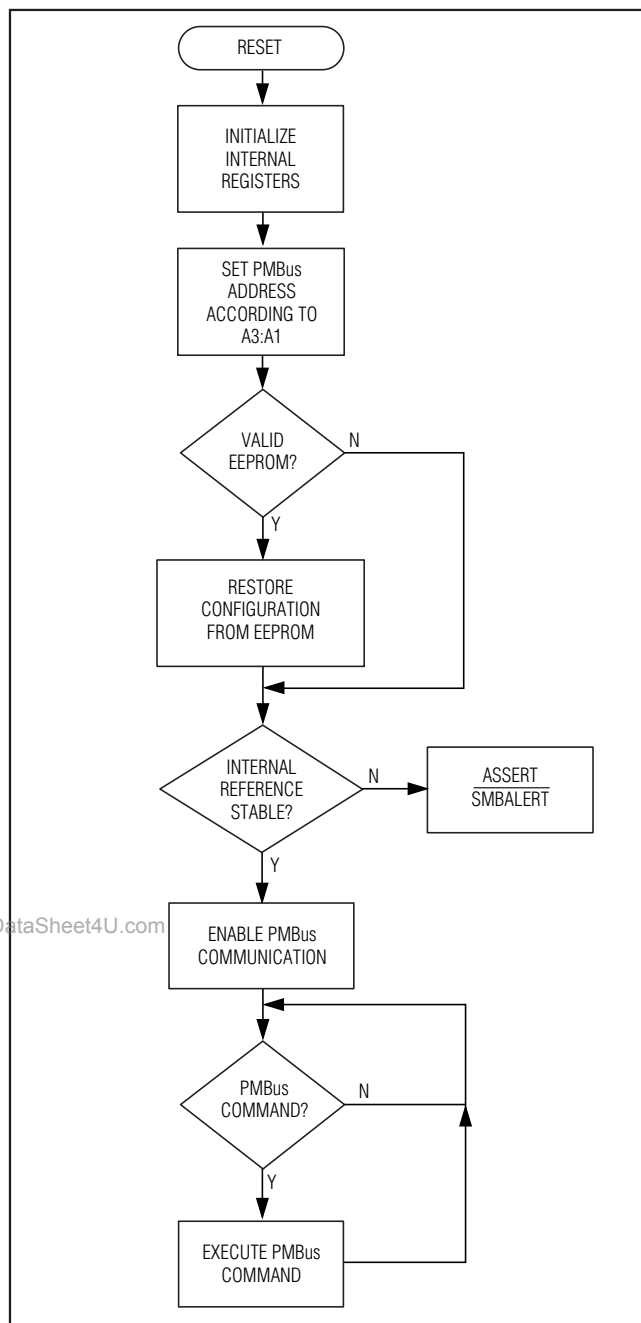 RESET
INITIALIZE
INTERNAL
REGISTERS
SET PMBus
ADDRESS
ACCORDING TO
A3:A1
VALID
EEPROM?
N
Y
RESTORE
CONFIGURATION
FROM EEPROM
INTERNAL
REFERENCE
STABLE?
N
ASSERT
SMBALERT
Y
DataSheet4U.com
ENABLE PMBus
COMMUNICATION
PMBus
COMMAND?
N
Y
EXECUTE PMBus
COMMAND